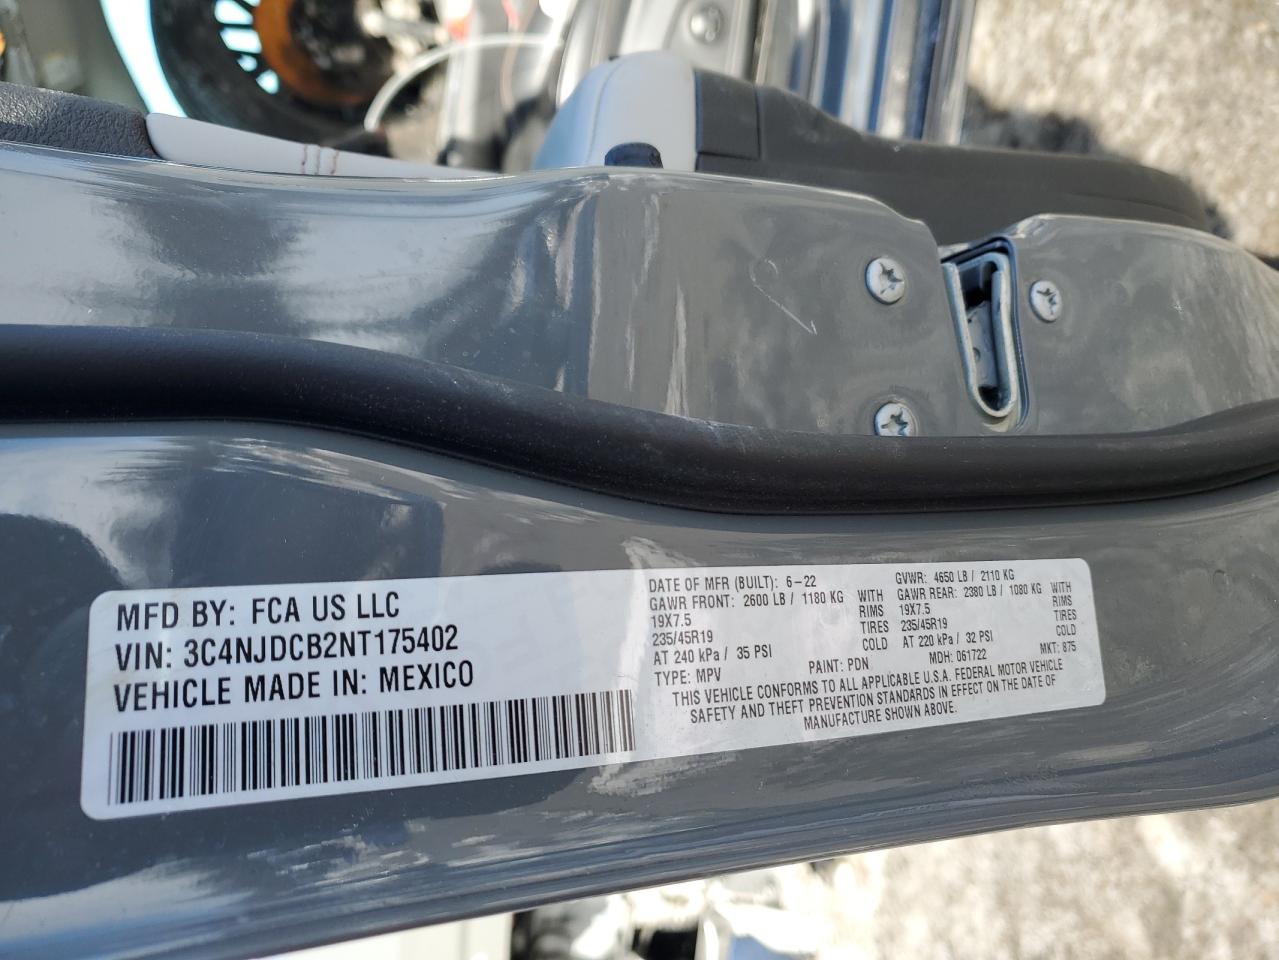 MFD BY: FCA US LLC
VIN: 3C4NJDCB2NT175402
VEHICLE MADE IN: MEXICO
DATE OF MFR (BUILT): 6-22 GVWR: 4650 LB / 2110 KG
GAWR FRONT: 2600 LB / 1180 KG WITH GAWR REAR: 2380 LB / 1080 KG WITH
19X7.5 RIMS 19X7.5 RIMS
235/45R19 TIRES 235/45R19 TIRES
AT 240 kPa / 35 PSI COLD AT 220 kPa / 32 PSI COLD
TYPE: MPV PAINT: PDN MDH: 061722 MKT: 875
THIS VEHICLE CONFORMS TO ALL APPLICABLE U.S.A. FEDERAL MOTOR VEHICLE
SAFETY AND THEFT PREVENTION STANDARDS IN EFFECT ON THE DATE OF
MANUFACTURE SHOWN ABOVE.